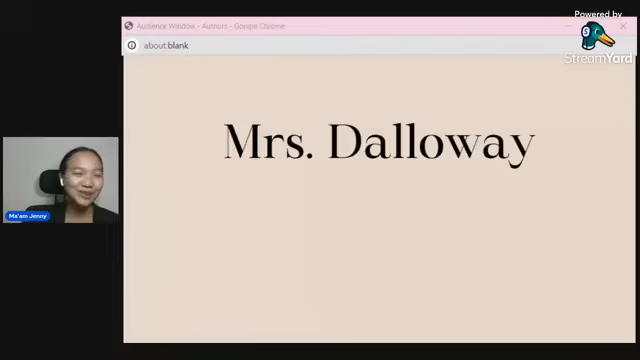 Powered by
StreamYard
Audience Window - Authors - Google Chrome
about:blank
Mrs. Dalloway
Ma'am Jenny